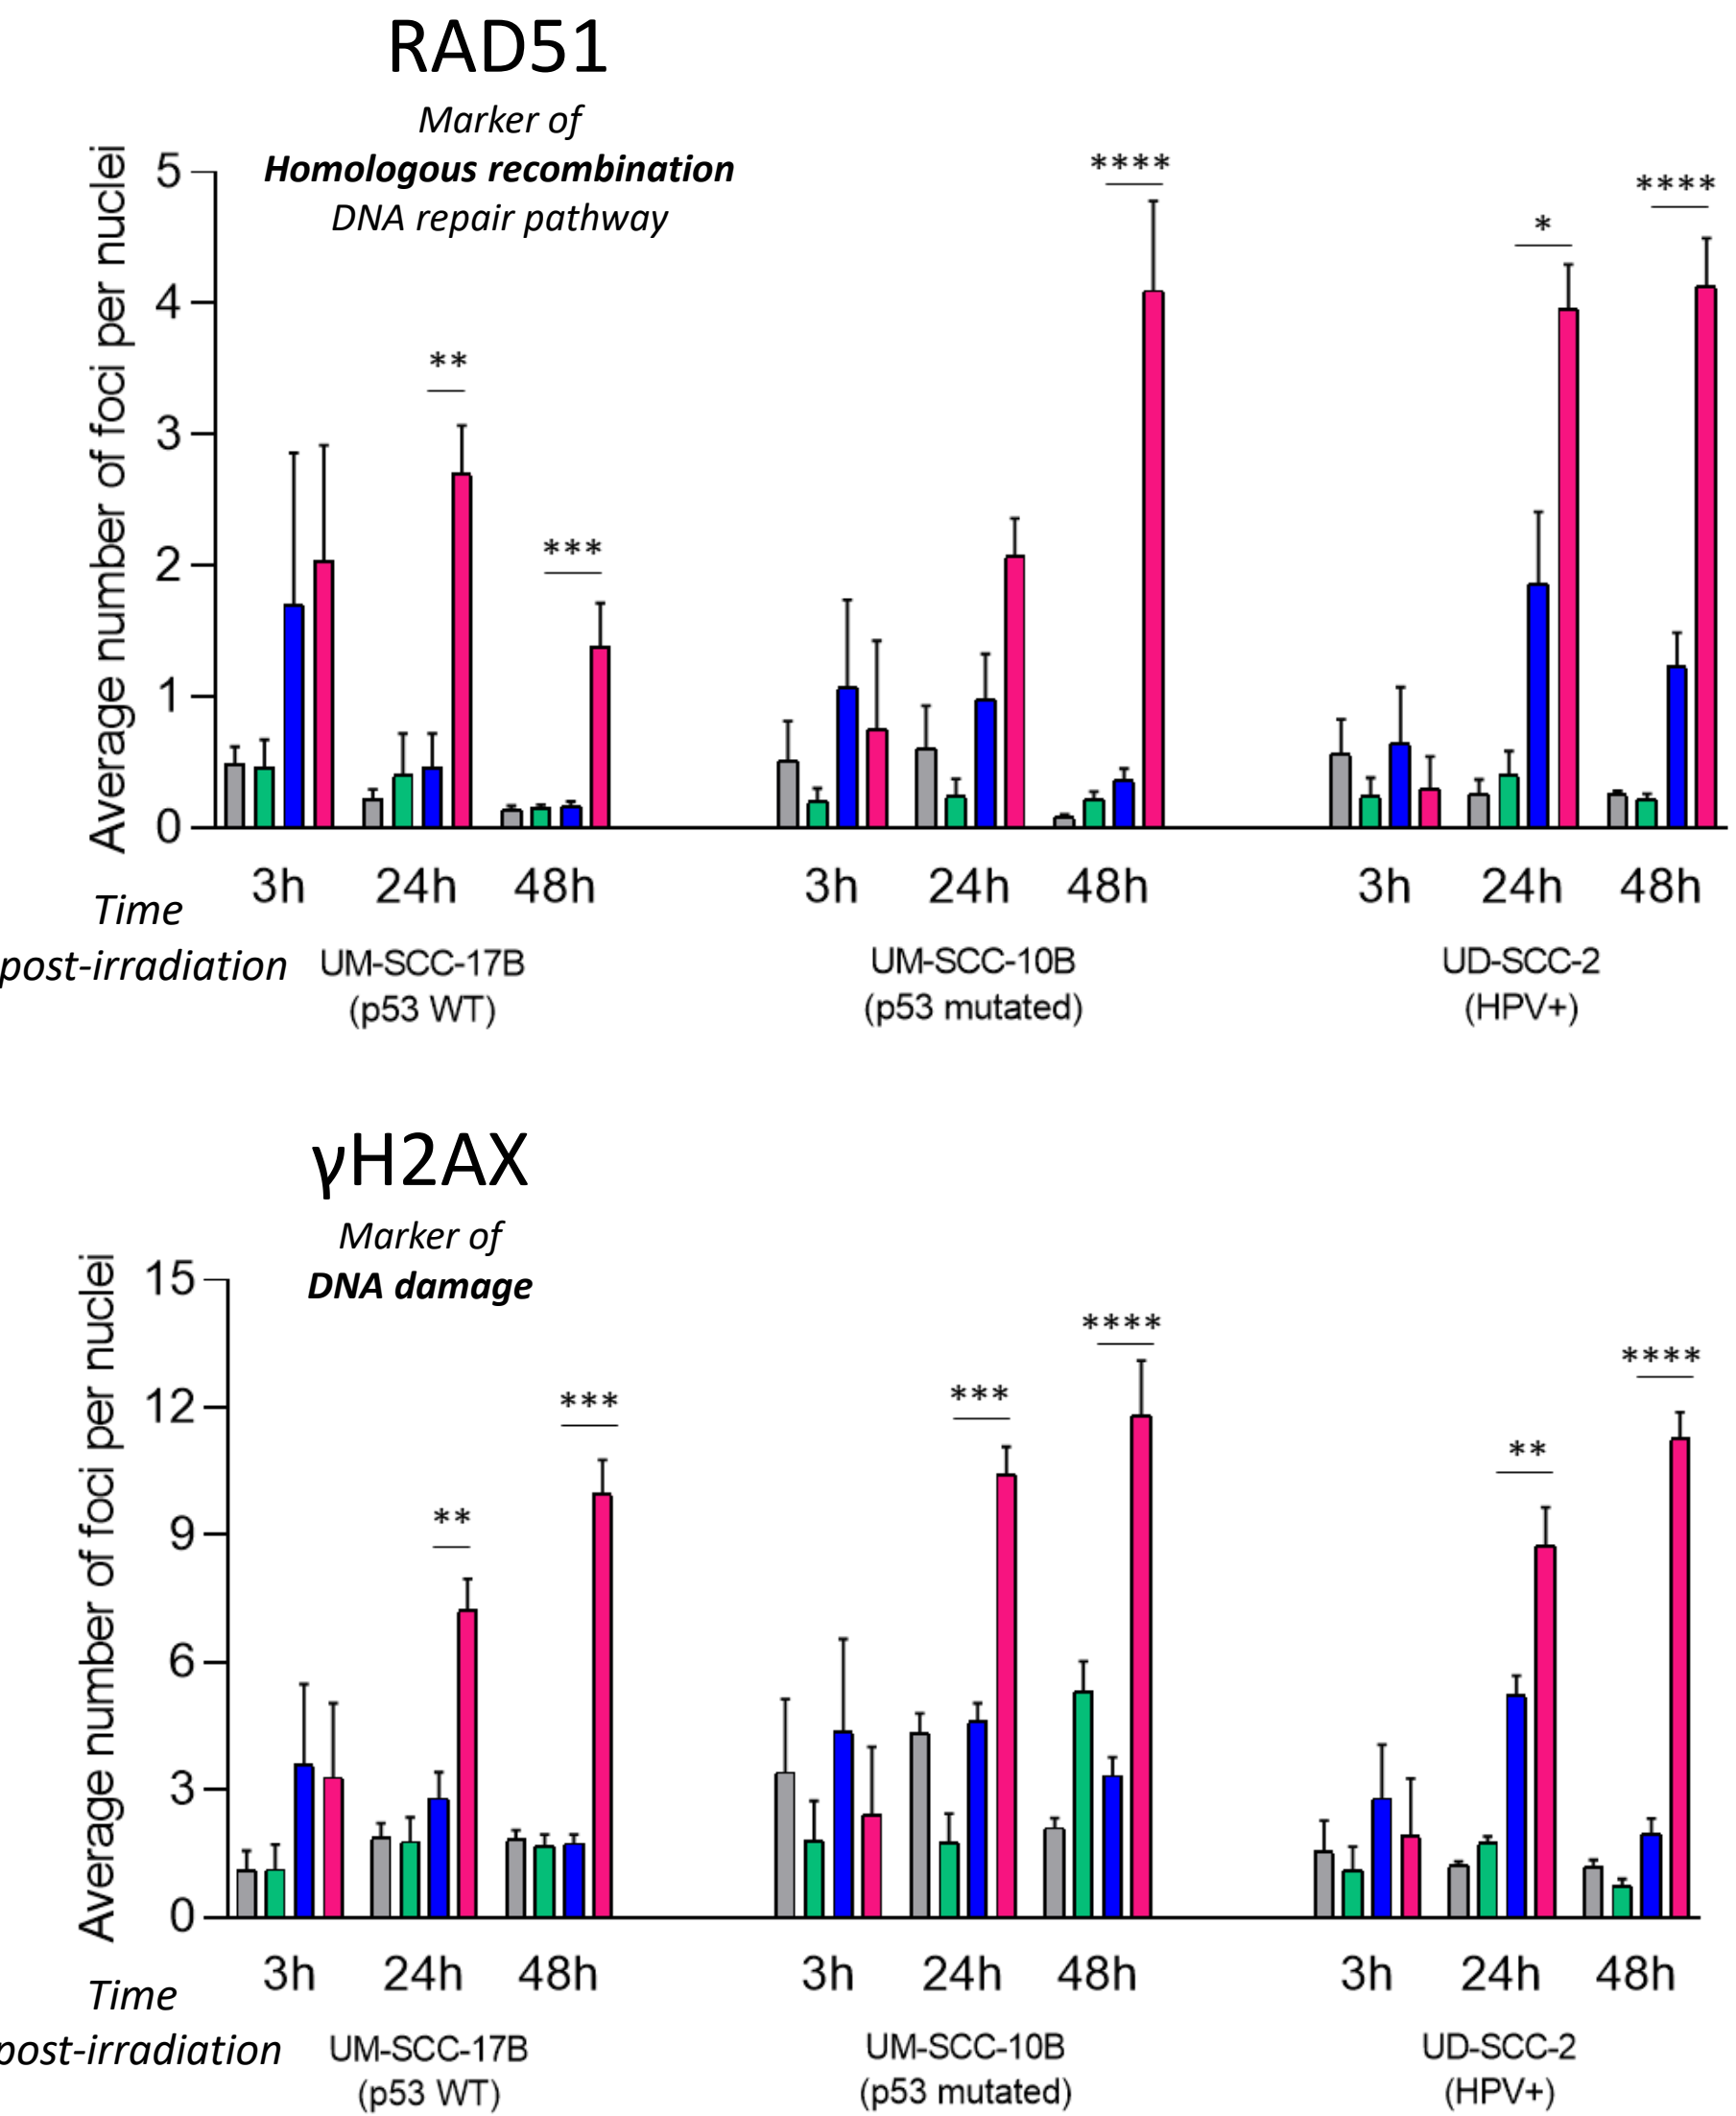 RAD51
Marker of
Homologous recombination
DNA repair pathway
Average number of foci per nuclei
5
4
3
2
1
0
**
***
****
*
****
3h 24h 48h 3h 24h 48h 3h 24h 48h
Time
post-irradiation
UM-SCC-17B
(p53 WT)
UM-SCC-10B
(p53 mutated)
UD-SCC-2
(HPV+)
γH2AX
Marker of
DNA damage
Average number of foci per nuclei
15
12
9
6
3
0
**
***
***
****
**
****
3h 24h 48h 3h 24h 48h 3h 24h 48h
Time
post-irradiation
UM-SCC-17B
(p53 WT)
UM-SCC-10B
(p53 mutated)
UD-SCC-2
(HPV+)